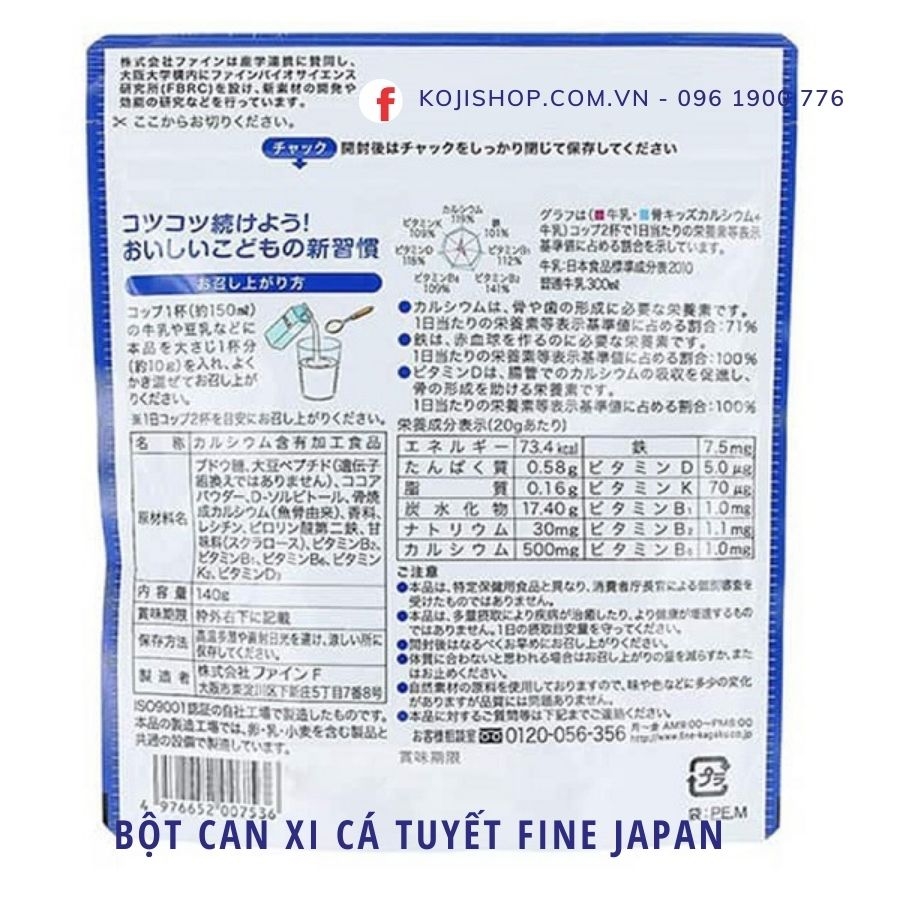 株式会社ファインは産学連携に賛同し、
大阪大学構内にファインバイオサイエンス
研究所(FBRC)を設け、新素材の開発や
効能の研究などを行っています。
KOJISHOP.COM.VN - 096 1900 776
ここからお切りください。
チャック 開封後はチャックをしっかり閉じて保存してください
コツコツ続けよう!
おいしいこどもの新習慣
お召し上がり方
コップ1杯(約150㎖)
の牛乳や豆乳などに
本品を大さじ1杯分
(約10g)を入れ、よく
かき混ぜてお召し上が
りください。
※1日コップ2杯を目安にお召し上がりください。
名 称 カルシウム含有加工食品
原材料名 ブドウ糖、大豆ペプチド(遺伝子
組換えではありません)、ココア
パウダー、D-ソルビトール、骨焼
成カルシウム(魚骨由来)、香料、
レシチン、ピロリン酸第二鉄、甘
味料(スクラロース)、ビタミンB₂、
ビタミンB₁、ビタミンB₆、ビタミン
K₂、ビタミンD₃
内容量 140g
賞味期限 枠外右下に記載
保存方法 高温多湿や直射日光を避け、涼しい所に
保存してください。
製造者 株式会社 ファイン F
大阪市東淀川区下新庄5丁目7番8号
ISO9001認証の自社工場で製造したものです。
本品の製造工場では、卵・乳・小麦を含む製品と
共通の設備で製造しています。
4 976652 007536
カルシウム
119%
鉄
101%
ビタミンB₁
112%
ビタミンB₂
141%
ビタミンB₆
109%
ビタミンD
116%
ビタミンK
109%
グラフは(■牛乳・■骨キッズカルシウム+
牛乳)コップ2杯で1日当たりの栄養素等表示
基準値に占める割合を示しています。
牛乳:日本食品標準成分表2010
普通牛乳300㎖
●カルシウムは、骨や歯の形成に必要な栄養素です。
1日当たりの栄養素等表示基準値に占める割合:71%
●鉄は、赤血球を作るのに必要な栄養素です。
1日当たりの栄養素等表示基準値に占める割合:100%
●ビタミンDは、腸管でのカルシウムの吸収を促進し、
骨の形成を助ける栄養素です。
1日当たりの栄養素等表示基準値に占める割合:100%
栄養成分表示(20gあたり)
エネルギー 73.4kcal 鉄 7.5mg
たんぱく質 0.58g ビタミンD 5.0μg
脂質 0.16g ビタミンK 70μg
炭水化物 17.40g ビタミンB₁ 1.0mg
ナトリウム 30mg ビタミンB₂ 1.1mg
カルシウム 500mg ビタミンB₆ 1.0mg
ご注意
●本品は、特定保健用食品と異なり、消費者庁長官による個別審査を
受けたものではありません。
●本品は、多量摂取により疾病が治癒したり、より健康が増進するもの
ではありません。1日の摂取目安量を守ってください。
●開封後はなるべくお早めにお召し上がりください。
●体質に合わないと思われる場合はお召し上がりの量を減らすか、また
はお止めください。
●自然素材の原料を使用しておりますので、味や色などに多少の変化
がありますが品質には問題ありません。
●本品に対するご質問等は下記までご連絡ください。
お客様相談室 0120-056-356 月～金 AM9:00～PM6:00
http://www.fine-kagaku.co.jp
賞味期限
プラ
袋:PE,M
BỘT CAN XI CÁ TUYẾT FINE JAPAN